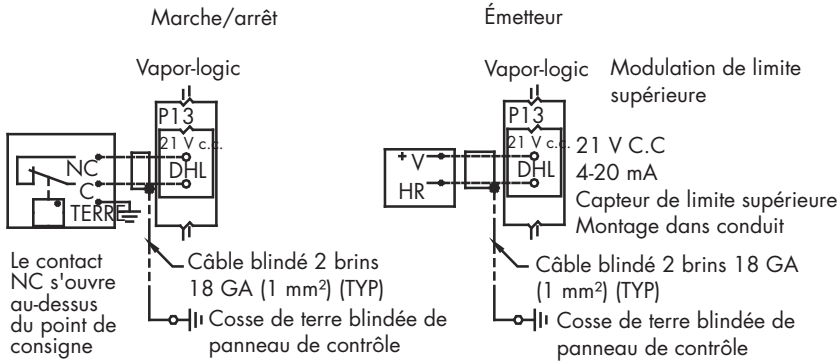 Marche/arrêt
Vapor-logic
P13
21 V c.c.
DHL
NC
C
TERRE
Le contact
NC s'ouvre
au-dessus
du point de
consigne
Câble blindé 2 brins
18 GA (1 mm²) (TYP)
Cosse de terre blindée de
panneau de contrôle
Émetteur
Vapor-logic
Modulation de limite
supérieure
P13
21 V c.c.
DHL
+ V
HR
21 V C.C
4-20 mA
Capteur de limite supérieure
Montage dans conduit
Câble blindé 2 brins 18 GA
(1 mm²) (TYP)
Cosse de terre blindée de
panneau de contrôle